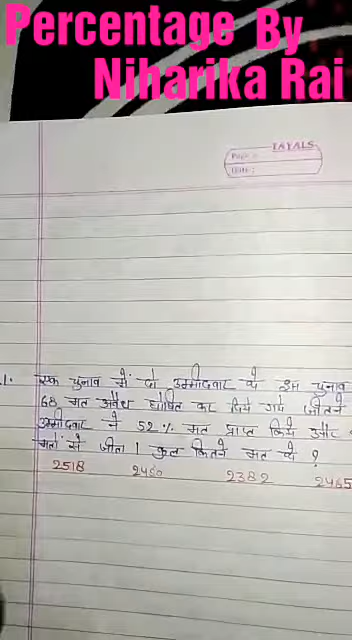 Percentage By
Niharika Rai
TAYALS
Page :
Date :
1. एक चुनाव में दो उम्मीदवार थे इस चुनाव
68 मत अवैध घोषित कर दिये गये जीतने
उम्मीदवार ने 52% मत प्राप्त किये और
मतों से जीता । कुल कितने मत थे ?
2518 2480 2382 2465